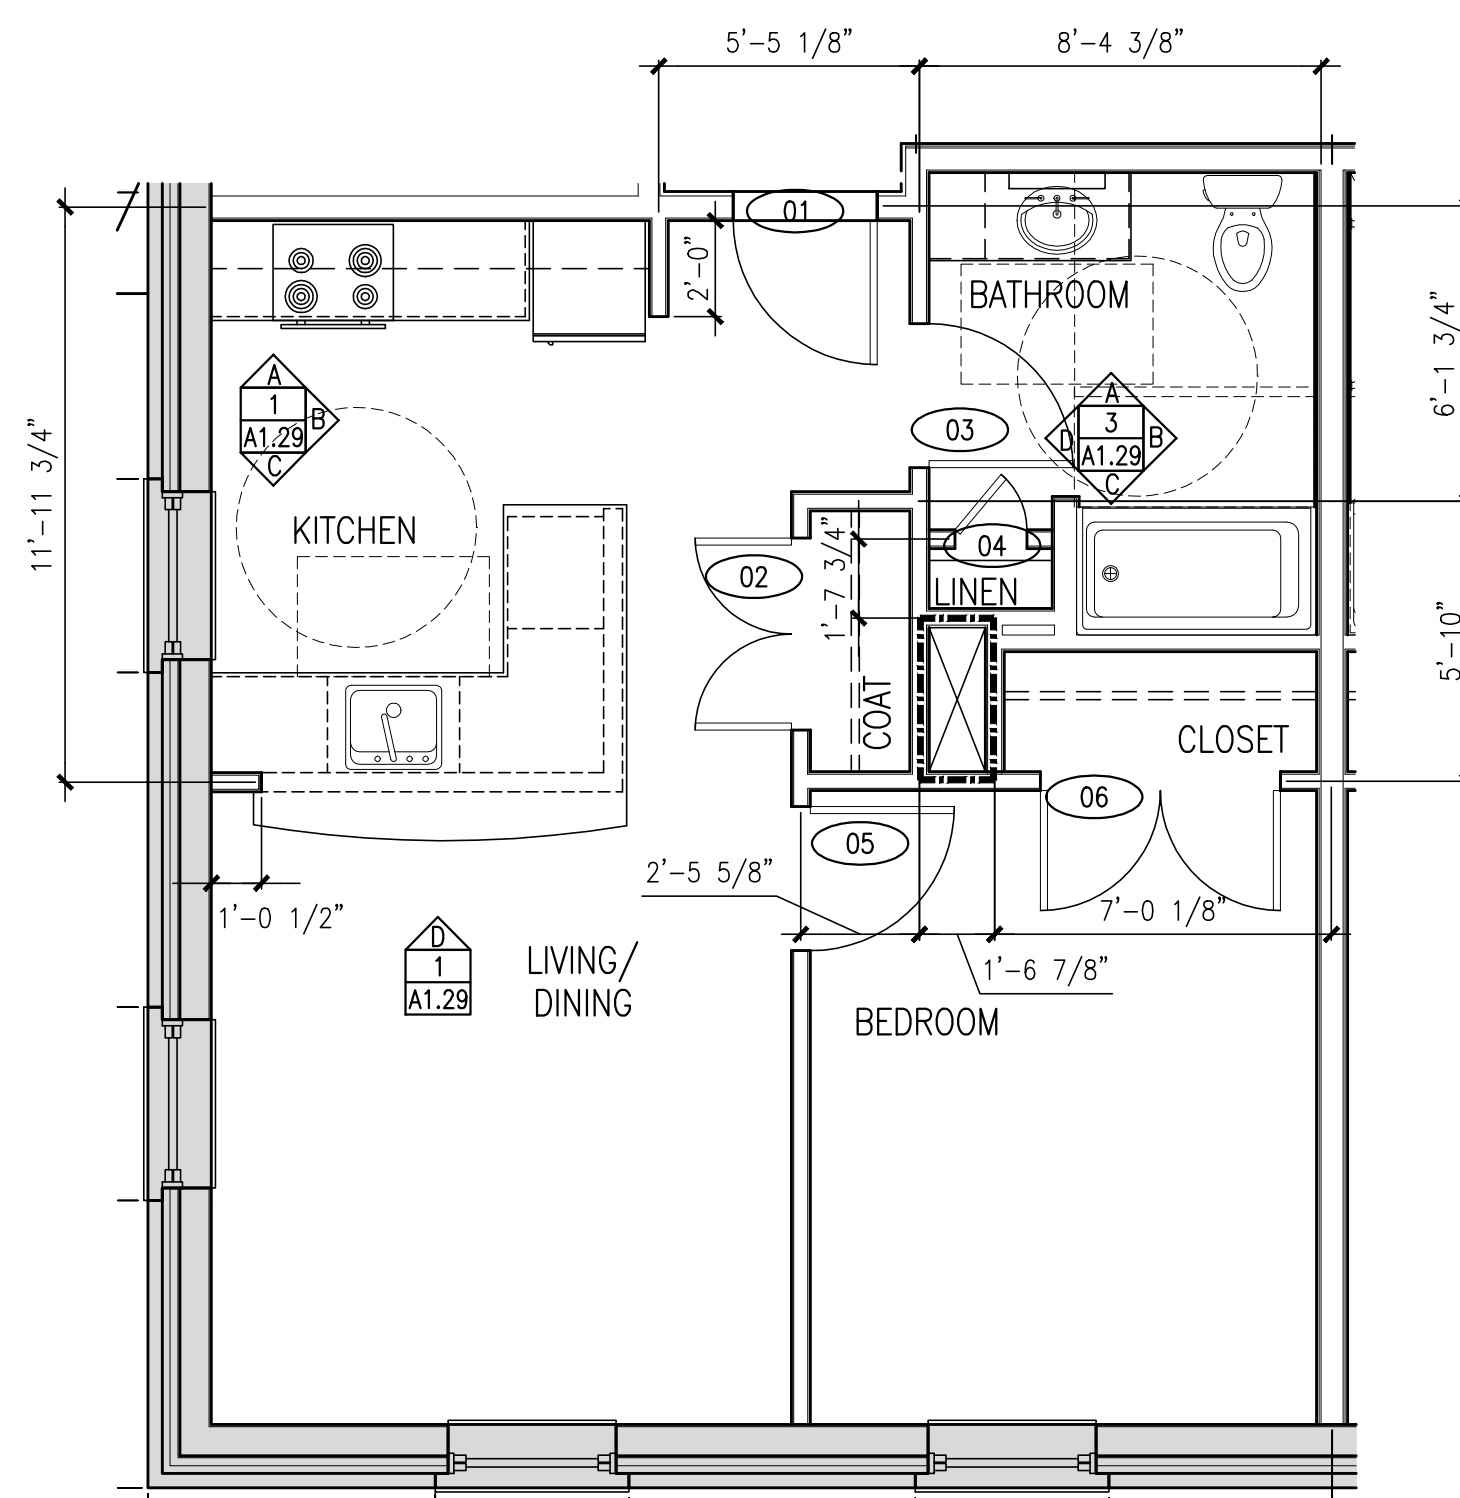 5'-5 1/8"
8'-4 3/8"
01
2'-0"
BATHROOM
6'-1 3/4"
A
1
B
A1.29
C
11'-11 3/4"
03
A
3
D
B
A1.29
C
KITCHEN
02
1'-7 3/4"
04
LINEN
5'-10"
COAT
CLOSET
06
05
2'-5 5/8"
1'-0 1/2"
7'-0 1/8"
D
1
A1.29
LIVING/
DINING
1'-6 7/8"
BEDROOM